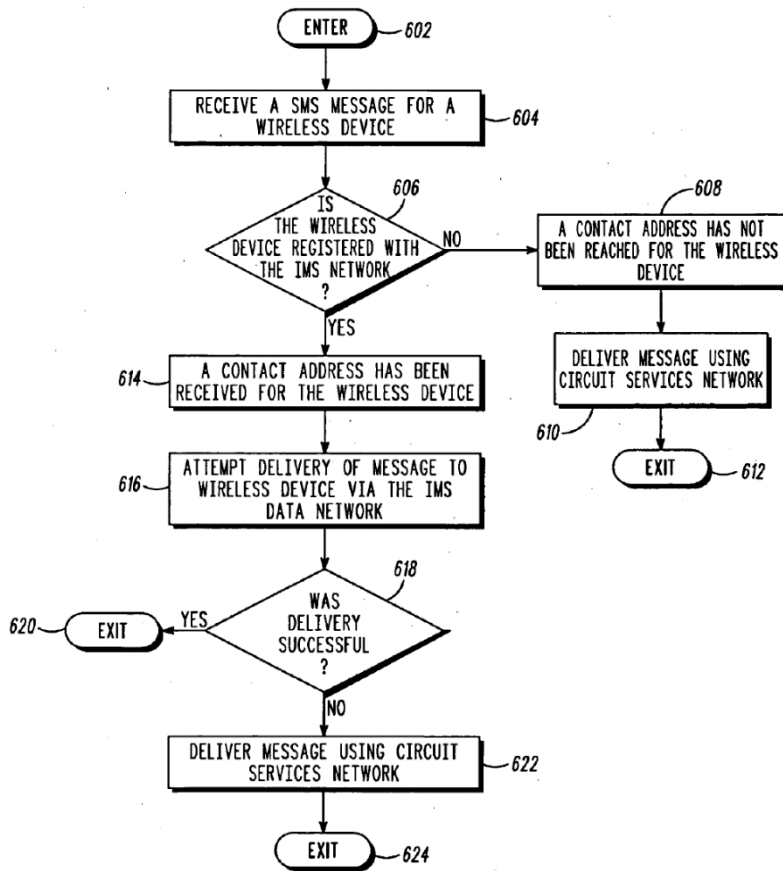 ENTER
602
RECEIVE A SMS MESSAGE FOR A
WIRELESS DEVICE
604
606
IS
THE WIRELESS
DEVICE REGISTERED WITH
THE IMS NETWORK
?
NO
YES
608
A CONTACT ADDRESS HAS NOT
BEEN REACHED FOR THE WIRELESS
DEVICE
DELIVER MESSAGE USING
CIRCUIT SERVICES NETWORK
610
EXIT
612
614
A CONTACT ADDRESS HAS BEEN
RECEIVED FOR THE WIRELESS DEVICE
616
ATTEMPT DELIVERY OF MESSAGE TO
WIRELESS DEVICE VIA THE IMS
DATA NETWORK
618
WAS
DELIVERY
SUCCESSFUL
?
YES
620
EXIT
NO
DELIVER MESSAGE USING CIRCUIT
SERVICES NETWORK
622
EXIT
624